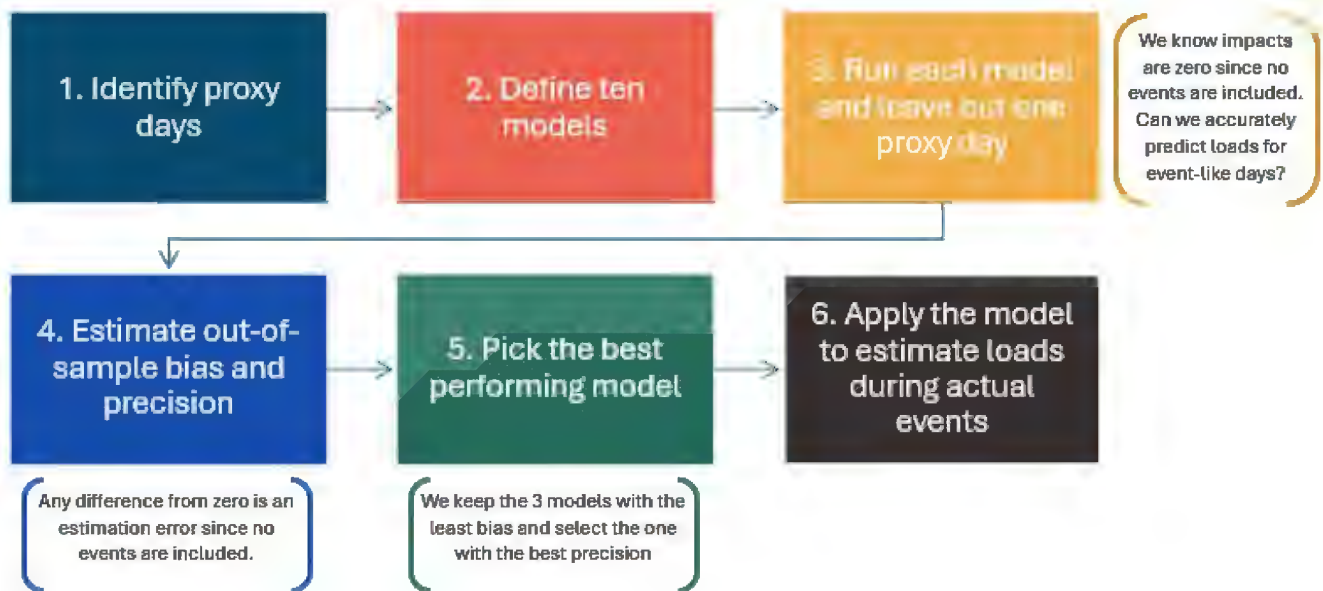 1. Identify proxy
days
2. Define ten
models
3. Run each model
and leave out one
proxy day
We know impacts
are zero since no
events are included.
Can we accurately
predict loads for
event-like days?
4. Estimate out-of-
sample bias and
precision
5. Pick the best
performing model
6. Apply the model
to estimate loads
during actual
events
Any difference from zero is an
estimation error since no
events are included.
We keep the 3 models with the
least bias and select the one
with the best precision